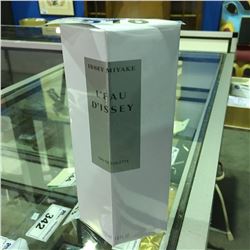 ISSEY MIYAKE
L'EAU
D'ISSEY
EAU DE TOILETTE
342